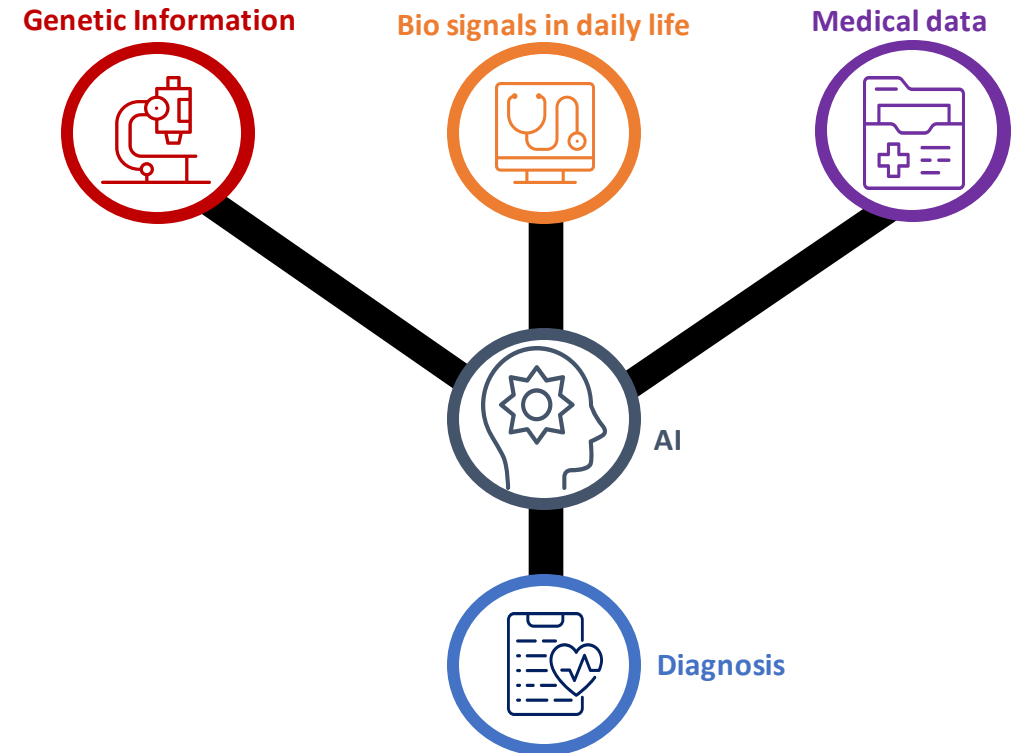 Genetic Information
Bio signals in daily life
Medical data
AI
Diagnosis